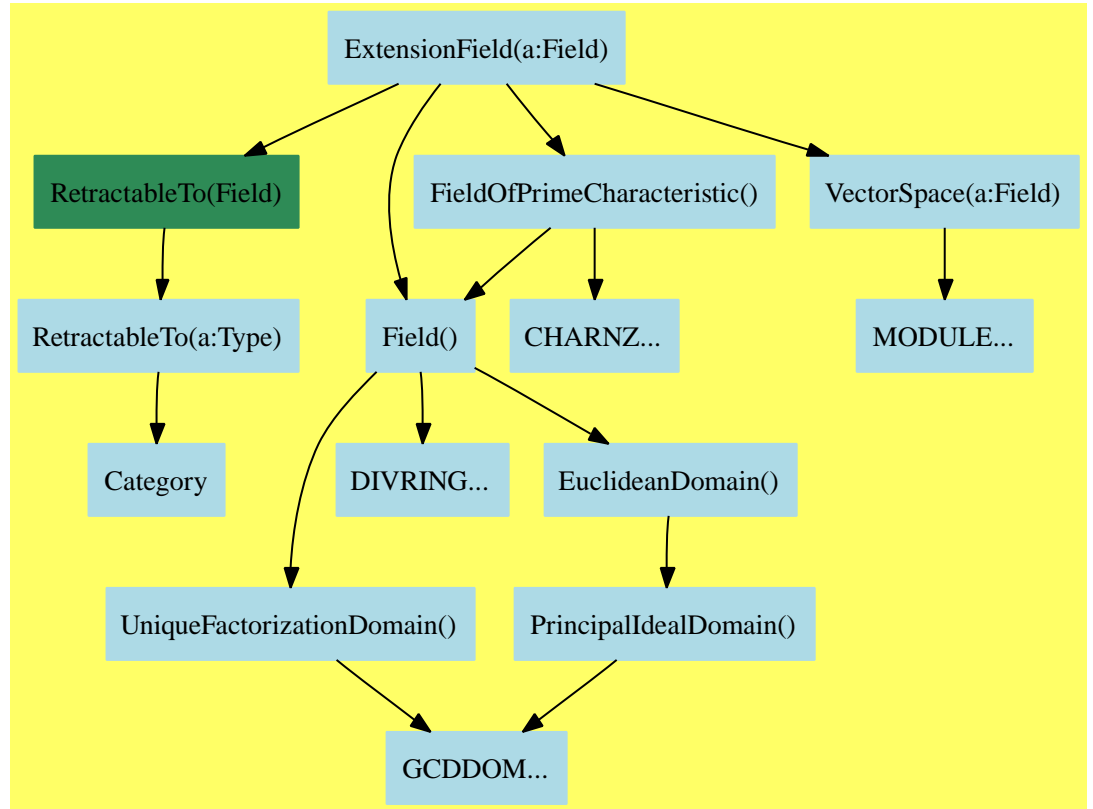 ExtensionField(a:Field)
RetractableTo(Field)
FieldOfPrimeCharacteristic()
VectorSpace(a:Field)
RetractableTo(a:Type)
Field()
CHARNZ...
MODULE...
Category
DIVRING...
EuclideanDomain()
UniqueFactorizationDomain()
PrincipalIdealDomain()
GCDDOM...